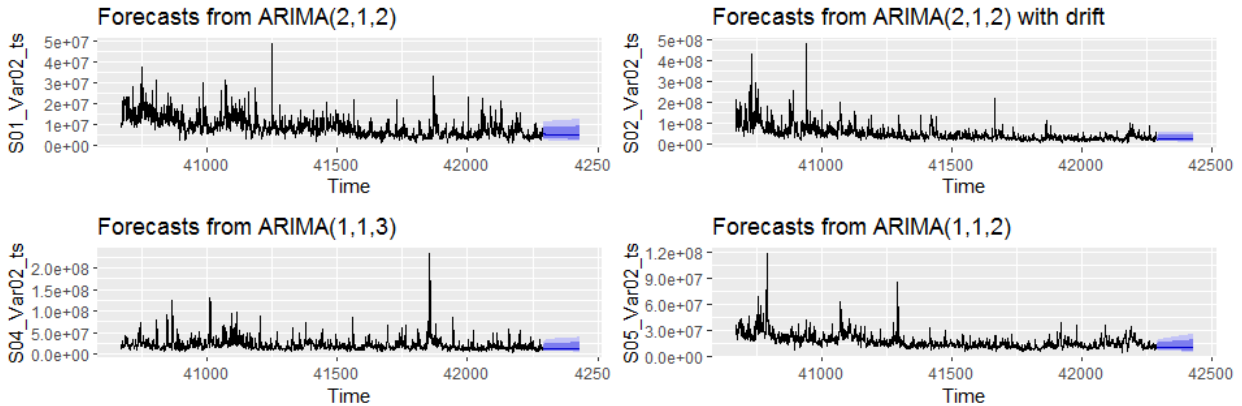 Forecasts from ARIMA(2,1,2)
S01_Var02_ts
5e+07
4e+07
3e+07
2e+07
1e+07
0e+00
41000 41500 42000 42500
Time
Forecasts from ARIMA(2,1,2) with drift
S02_Var02_ts
5e+08
4e+08
3e+08
2e+08
1e+08
0e+00
41000 41500 42000 42500
Time
Forecasts from ARIMA(1,1,3)
S04_Var02_ts
2.0e+08
1.5e+08
1.0e+08
5.0e+07
0.0e+00
41000 41500 42000 42500
Time
Forecasts from ARIMA(1,1,2)
S05_Var02_ts
1.2e+08
9.0e+07
6.0e+07
3.0e+07
0.0e+00
41000 41500 42000 42500
Time